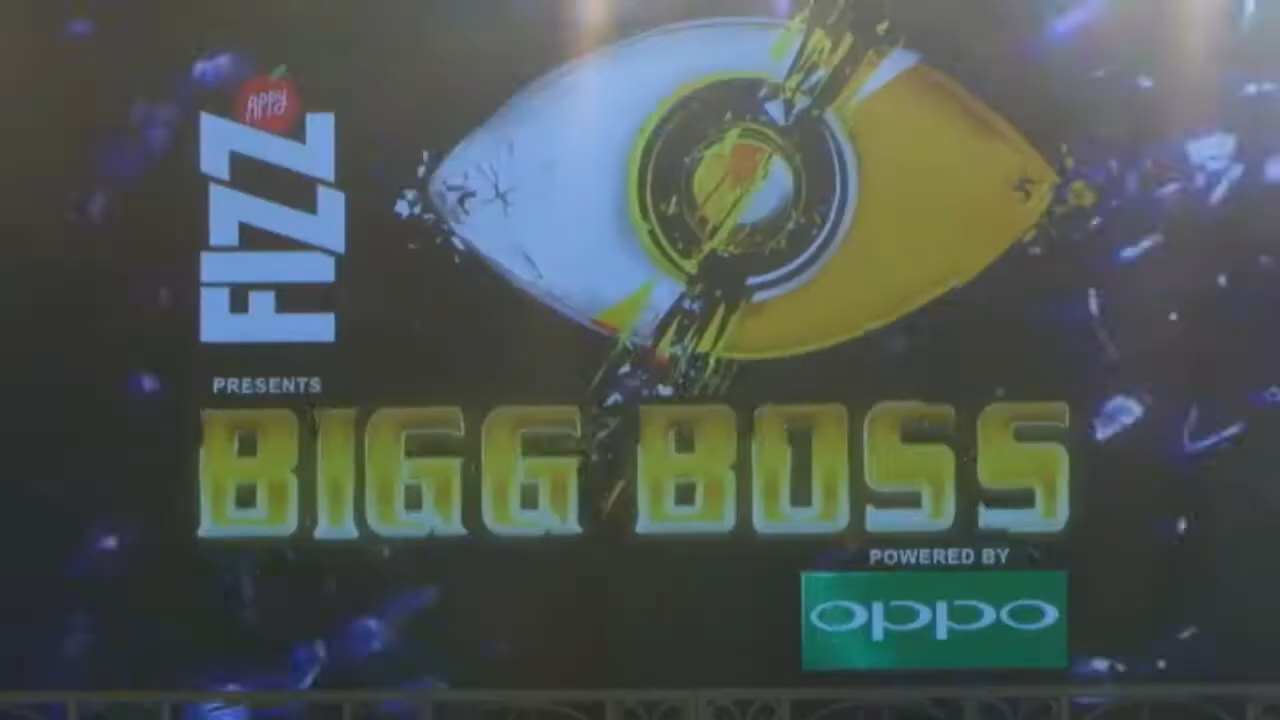 Appy
FIZZ
PRESENTS
BIGG BOSS
POWERED BY
oppo